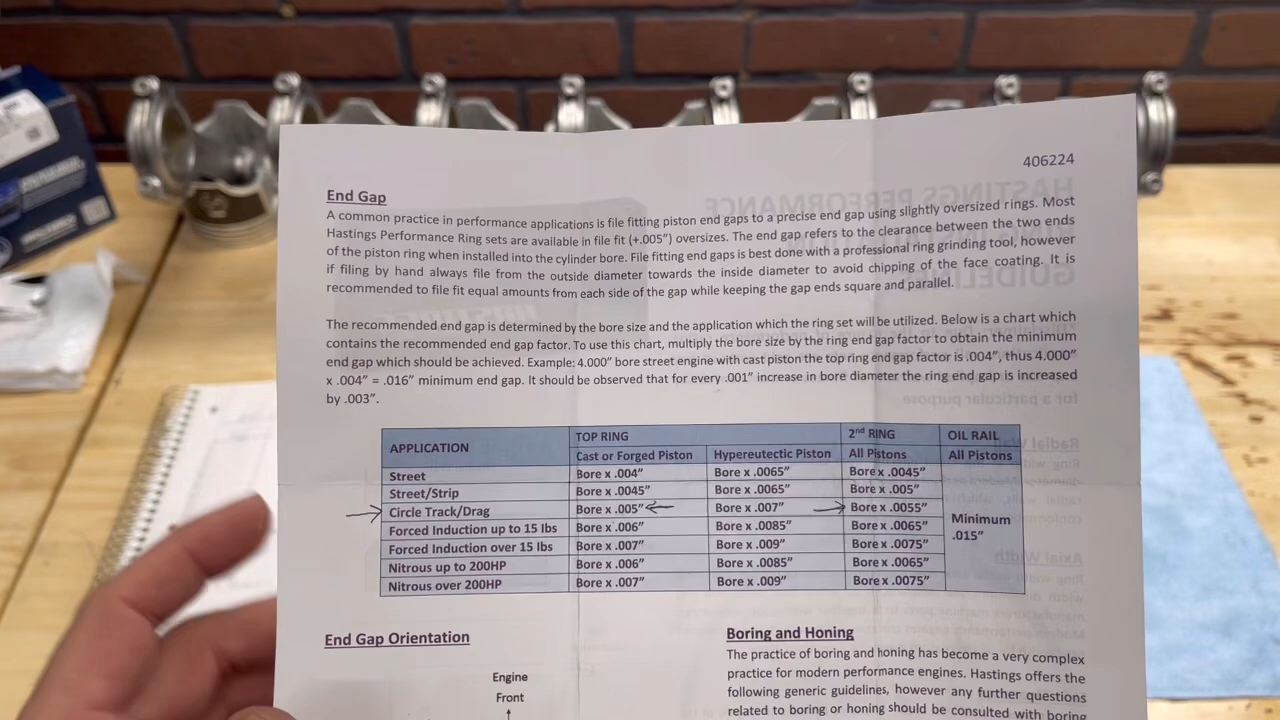 406224
End Gap
A common practice in performance applications is file fitting piston end gaps to a precise end gap using slightly oversized rings. Most
Hastings Performance Ring sets are available in file fit (+.005”) oversizes. The end gap refers to the clearance between the two ends
of the piston ring when installed into the cylinder bore. File fitting end gaps is best done with a professional ring grinding tool, however
if filing by hand always file from the outside diameter towards the inside diameter to avoid chipping of the face coating. It is
recommended to file fit equal amounts from each side of the gap while keeping the gap ends square and parallel.
The recommended end gap is determined by the bore size and the application which the ring set will be utilized. Below is a chart which
contains the recommended end gap factor. To use this chart, multiply the bore size by the ring end gap factor to obtain the minimum
end gap which should be achieved. Example: 4.000” bore street engine with cast piston the top ring end gap factor is .004”, thus 4.000”
x .004” = .016” minimum end gap. It should be observed that for every .001” increase in bore diameter the ring end gap is increased
by .003”.
APPLICATION TOP RING 2nd RING OIL RAIL
Cast or Forged Piston Hypereutectic Piston All Pistons All Pistons
Street Bore x .004” Bore x .0065” Bore x .0045”
Street/Strip Bore x .0045” Bore x .0065” Bore x .005”
Circle Track/Drag Bore x .005” Bore x .007” Bore x .0055”
Forced Induction up to 15 lbs Bore x .006” Bore x .0085” Bore x .0065” Minimum
Forced Induction over 15 lbs Bore x .007” Bore x .009” Bore x .0075” .015”
Nitrous up to 200HP Bore x .006” Bore x .0085” Bore x .0065”
Nitrous over 200HP Bore x .007” Bore x .009” Bore x .0075”
End Gap Orientation
Engine
Front
Boring and Honing
The practice of boring and honing has become a very complex
practice for modern performance engines. Hastings offers the
following generic guidelines, however any further questions
related to boring or honing should be consulted with boring